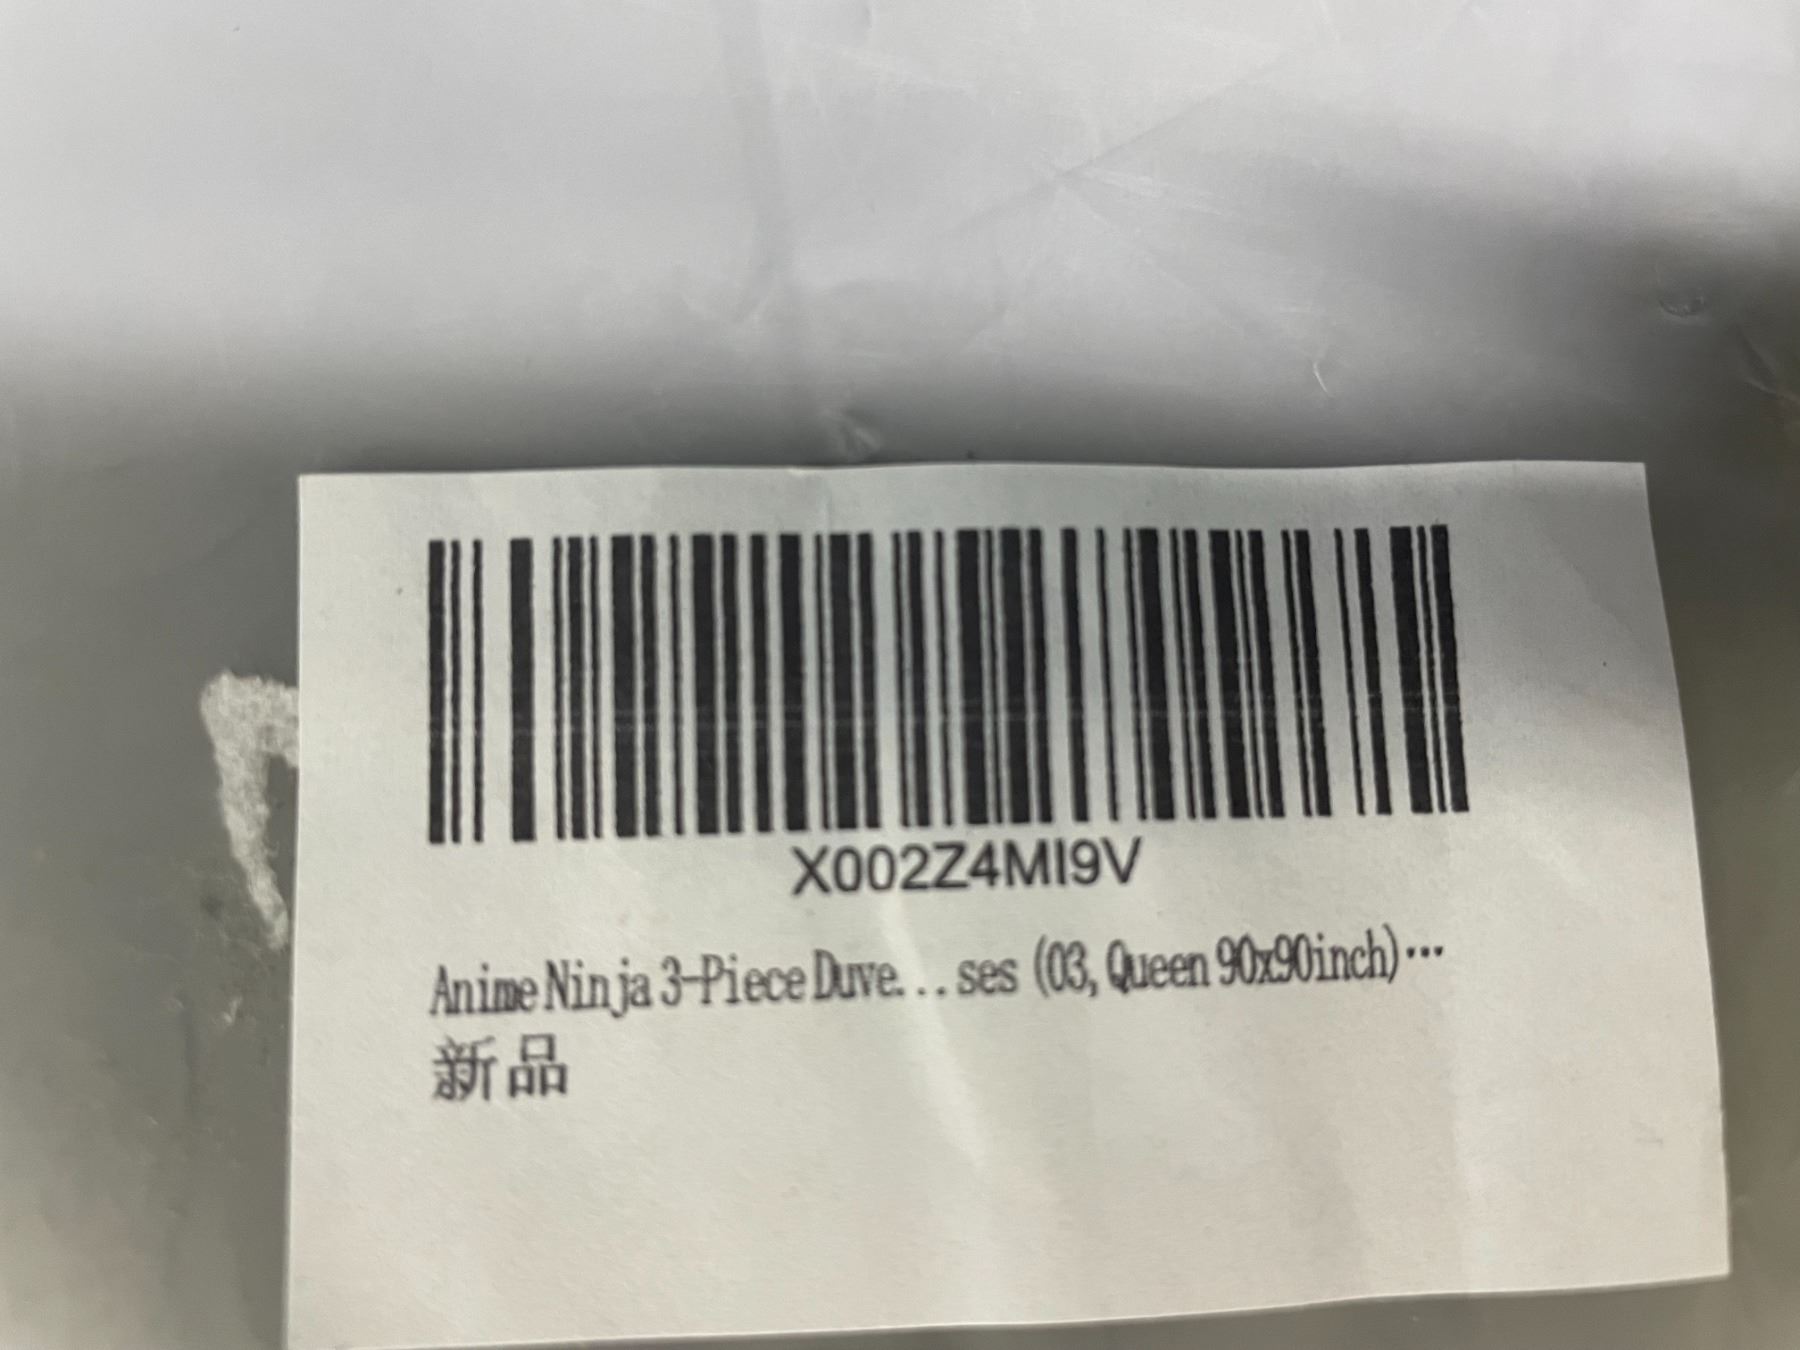 X002Z4MI9V
Anime Ninja 3-Piece Duve...ses (03, Queen 90x90inch)…
新品